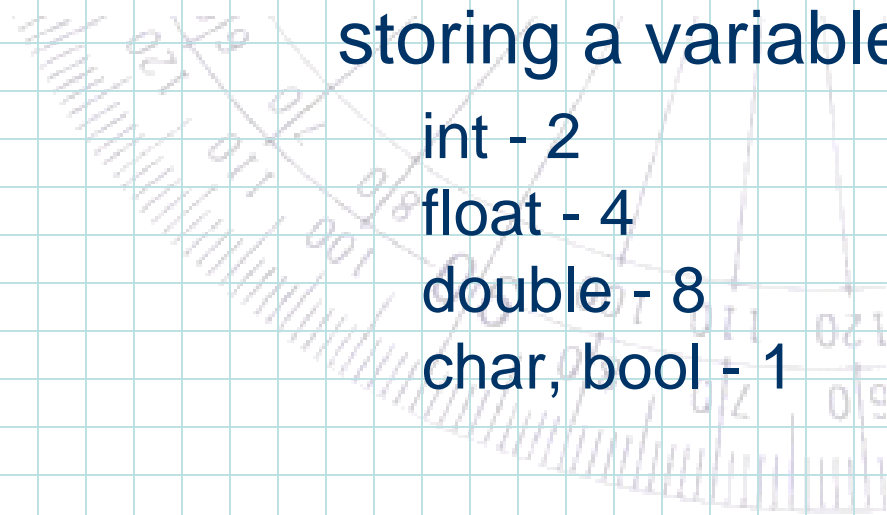 storing a variable
int - 2
float - 4
double - 8
char, bool - 1